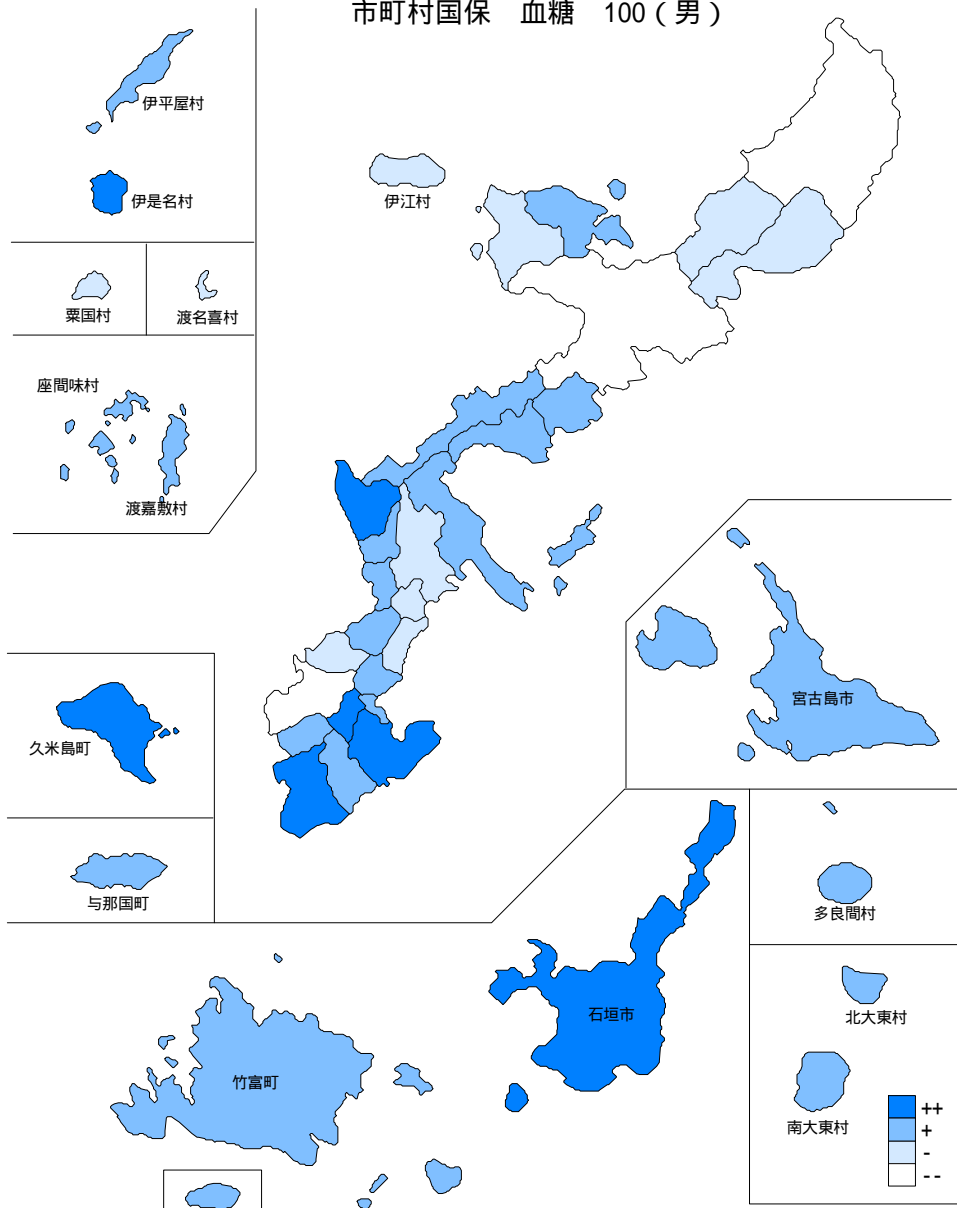 市町村国保 血糖 100（男）
伊平屋村
伊是名村
伊江村
粟国村
渡名喜村
座間味村
渡嘉敷村
宮古島市
久米島町
与那国町
多良間村
北大東村
石垣市
竹富町
南大東村
++
+
-
--